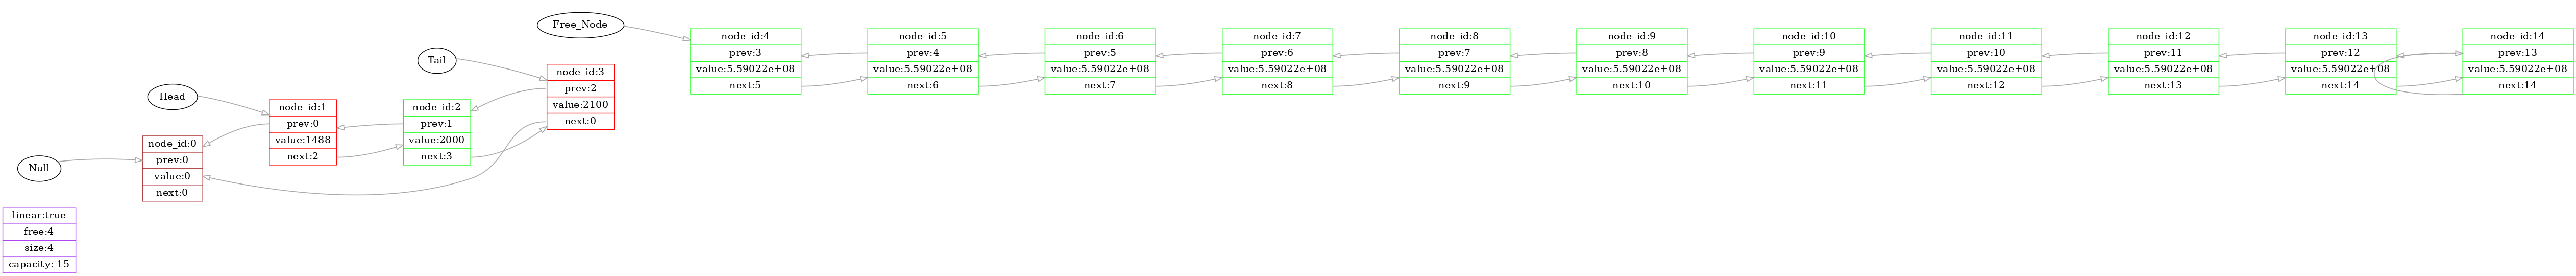 Free_Node
Tail
Head
Null
node_id:0
prev:0
value:0
next:0
node_id:1
prev:0
value:1488
next:2
node_id:2
prev:1
value:2000
next:3
node_id:3
prev:2
value:2100
next:0
node_id:4
prev:3
value:5.59022e+08
next:5
node_id:5
prev:4
value:5.59022e+08
next:6
node_id:6
prev:5
value:5.59022e+08
next:7
node_id:7
prev:6
value:5.59022e+08
next:8
node_id:8
prev:7
value:5.59022e+08
next:9
node_id:9
prev:8
value:5.59022e+08
next:10
node_id:10
prev:9
value:5.59022e+08
next:11
node_id:11
prev:10
value:5.59022e+08
next:12
node_id:12
prev:11
value:5.59022e+08
next:13
node_id:13
prev:12
value:5.59022e+08
next:14
node_id:14
prev:13
value:5.59022e+08
next:14
linear:true
free:4
size:4
capacity: 15